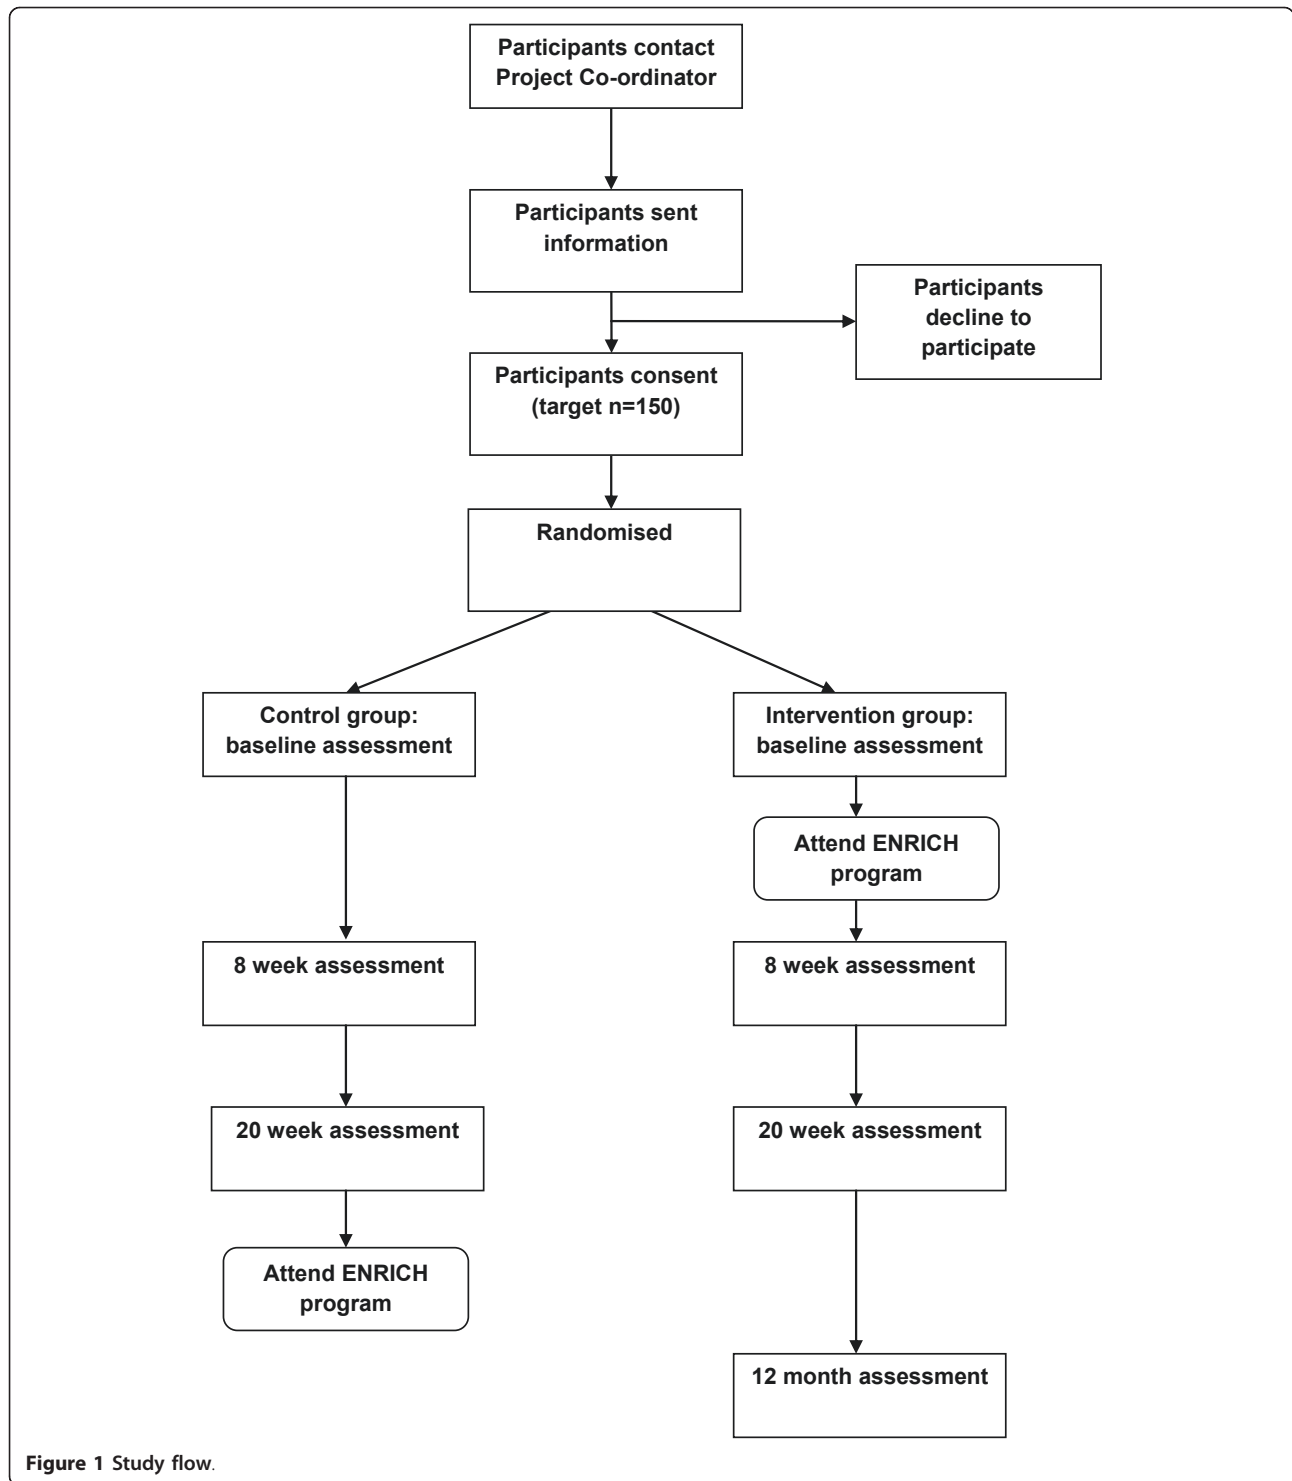 Participants contact
Project Co-ordinator
Participants sent
information
Participants
decline to
participate
Participants consent
(target n=150)
Randomised
Control group:
baseline assessment
Intervention group:
baseline assessment
Attend ENRICH
program
8 week assessment
8 week assessment
20 week assessment
20 week assessment
Attend ENRICH
program
12 month assessment
Figure 1 Study flow.